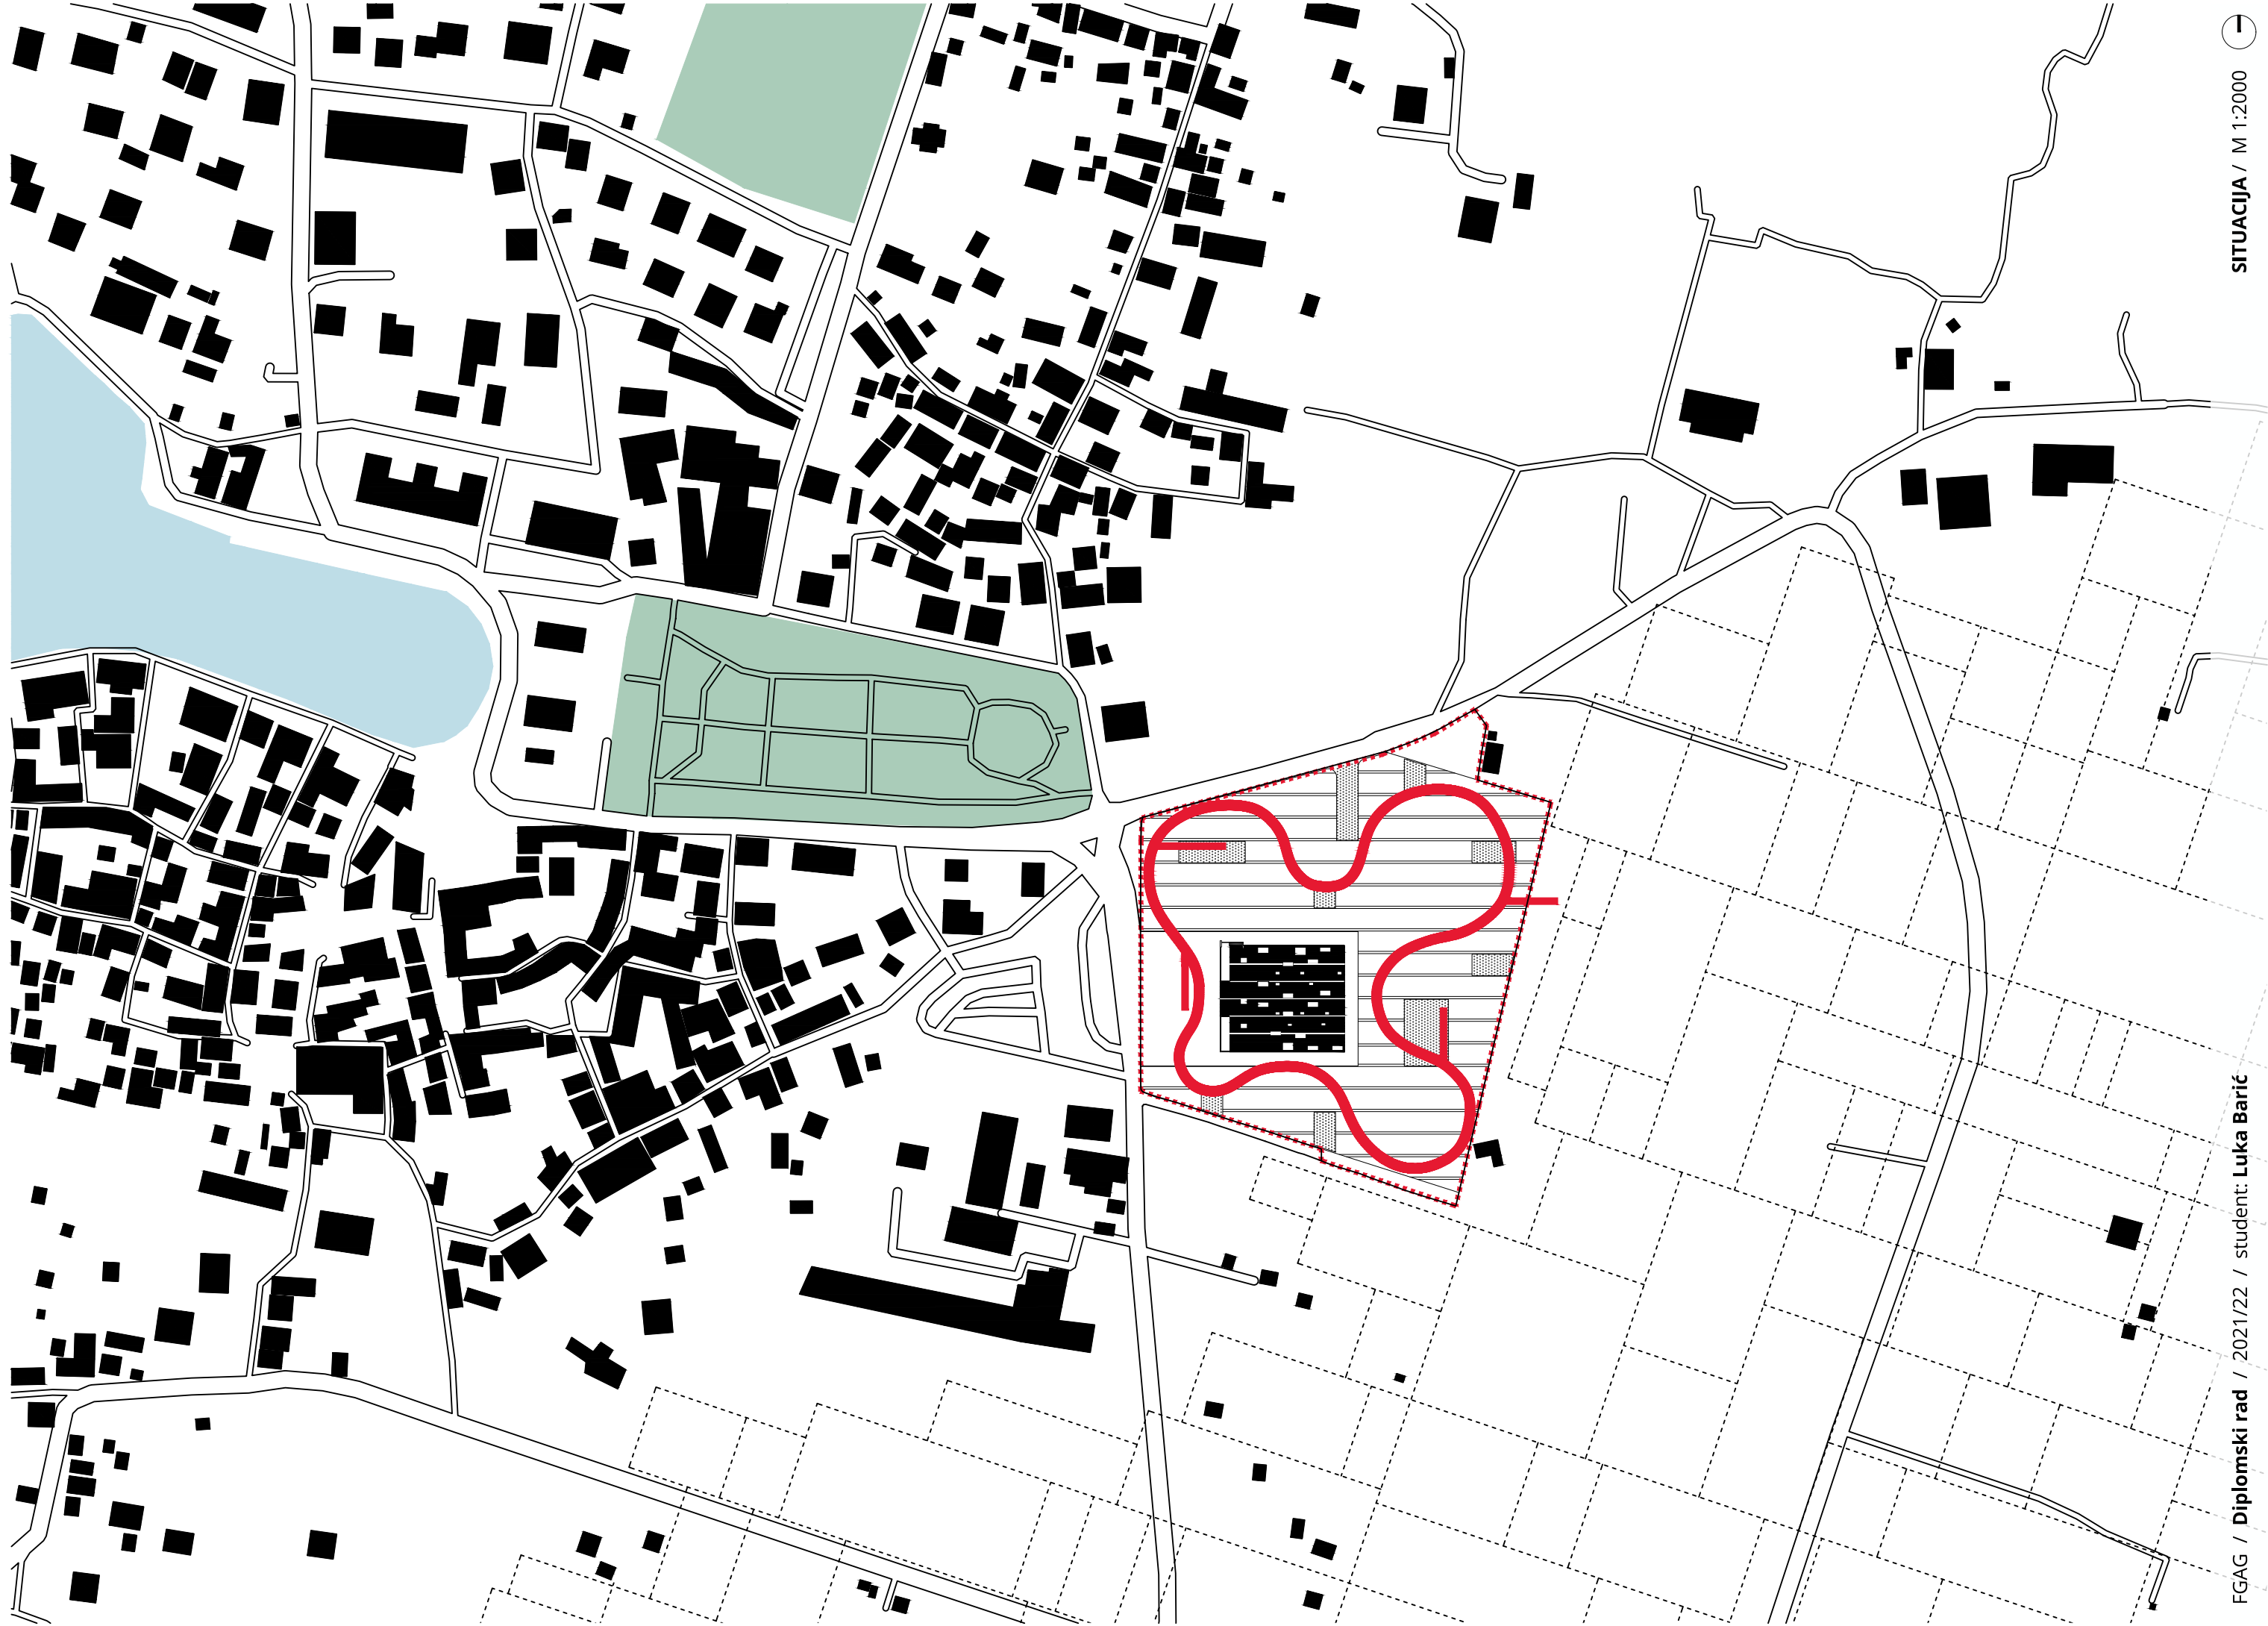 SITUACIJA / M 1:2000
FGAG / Diplomski rad / 2021/22 / student: Luka Barić